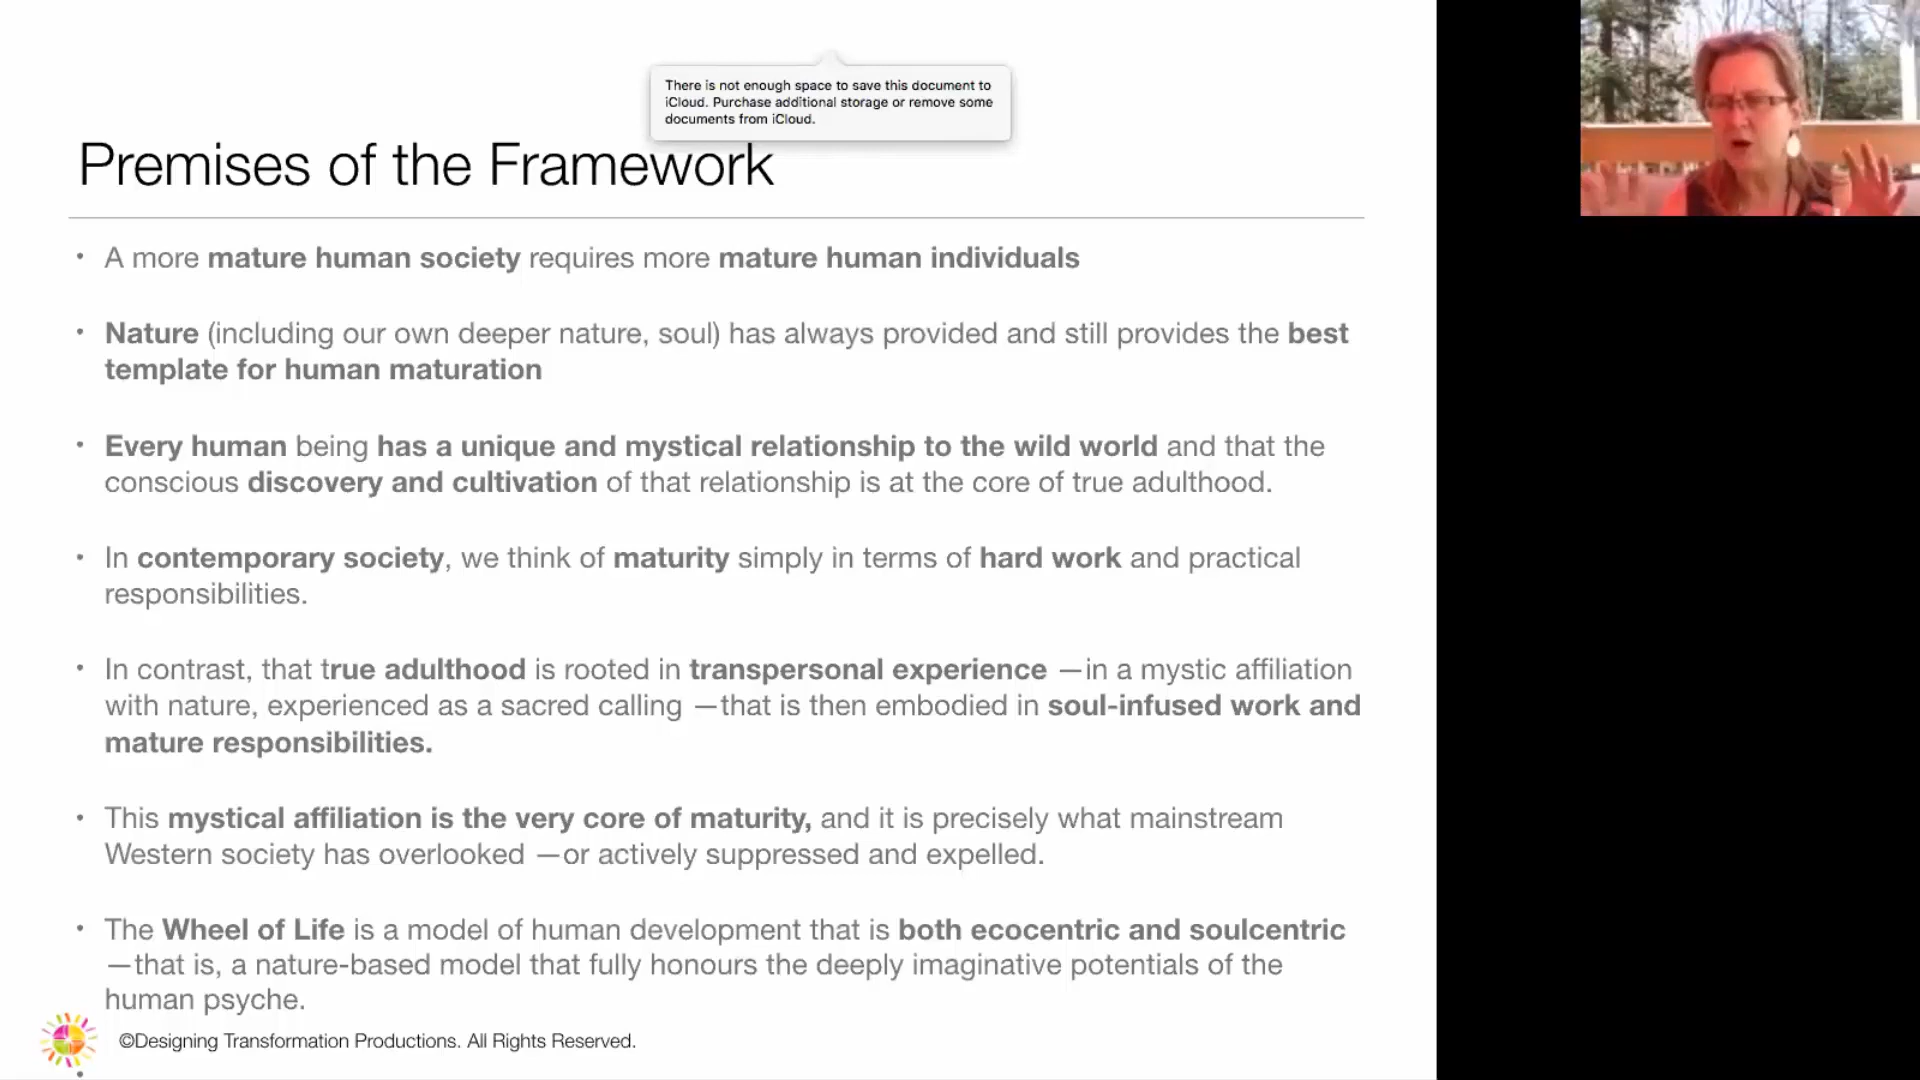 There is not enough space to save this document to
iCloud. Purchase additional storage or remove some
documents from iCloud.
Premises of the Framework
• A more mature human society requires more mature human individuals
• Nature (including our own deeper nature, soul) has always provided and still provides the best
template for human maturation
• Every human being has a unique and mystical relationship to the wild world and that the
conscious discovery and cultivation of that relationship is at the core of true adulthood.
• In contemporary society, we think of maturity simply in terms of hard work and practical
responsibilities.
• In contrast, that true adulthood is rooted in transpersonal experience —in a mystic affiliation
with nature, experienced as a sacred calling —that is then embodied in soul-infused work and
mature responsibilities.
• This mystical affiliation is the very core of maturity, and it is precisely what mainstream
Western society has overlooked —or actively suppressed and expelled.
• The Wheel of Life is a model of human development that is both ecocentric and soulcentric
—that is, a nature-based model that fully honours the deeply imaginative potentials of the
human psyche.
©Designing Transformation Productions. All Rights Reserved.